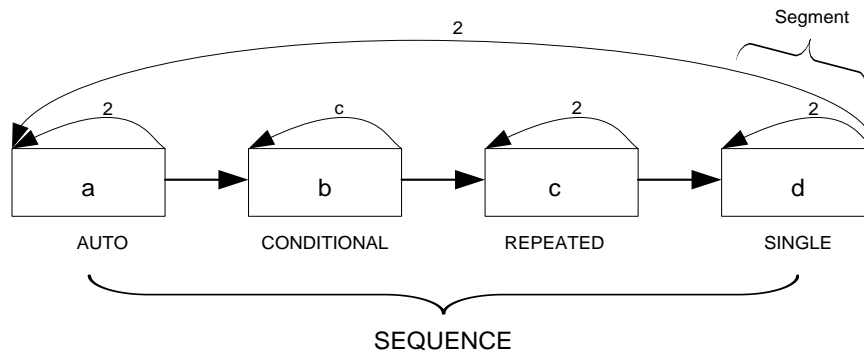 Segment
2
2
c
2
2
a
b
c
d
AUTO
CONDITIONAL
REPEATED
SINGLE
SEQUENCE